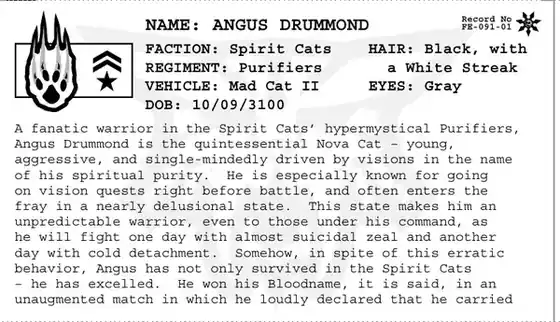 NAME: ANGUS DRUMMOND
Record No
FE-091-01
FACTION: Spirit Cats HAIR: Black, with
REGIMENT: Purifiers a White Streak
VEHICLE: Mad Cat II EYES: Gray
DOB: 10/09/3100
A fanatic warrior in the Spirit Cats’ hypermystical Purifiers,
Angus Drummond is the quintessential Nova Cat – young,
aggressive, and single-mindedly driven by visions in the name
of his spiritual purity. He is especially known for going
on vision quests right before battle, and often enters the
fray in a nearly delusional state. This state makes him an
unpredictable warrior, even to those under his command, as
he will fight one day with almost suicidal zeal and another
day with cold detachment. Somehow, in spite of this erratic
behavior, Angus has not only survived in the Spirit Cats
– he has excelled. He won his Bloodname, it is said, in an
unaugmented match in which he loudly declared that he carried